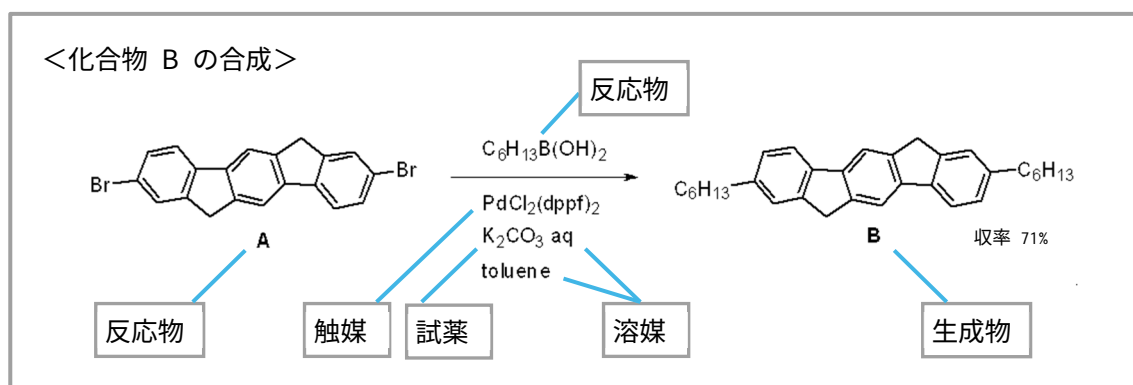 <化合物 B の合成>
反応物
C6H13B(OH)2
Br
Br
PdCl2(dppf)2
K2CO3 aq
toluene
A
C6H13
C6H13
B
収率 71%
反応物
触媒
試薬
溶媒
生成物